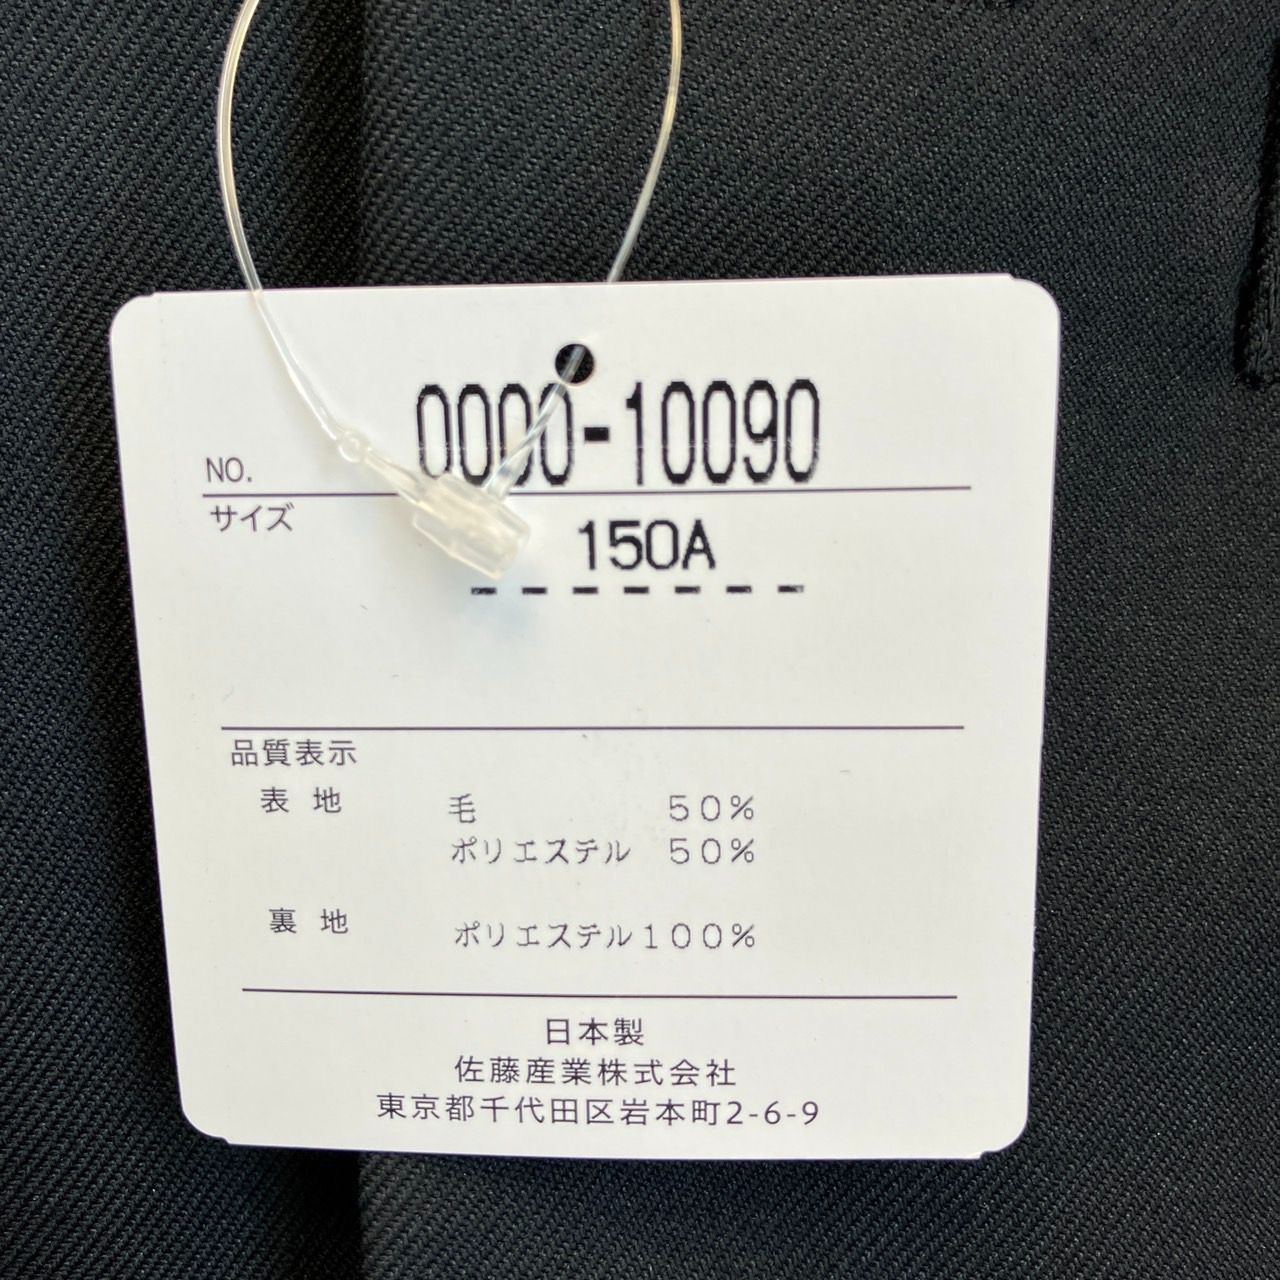 NO. 0000-10090
サイズ 150A
-------
品質表示
表地 毛 50%
ポリエステル 50%
裏地 ポリエステル100%
日本製
佐藤産業株式会社
東京都千代田区岩本町2-6-9